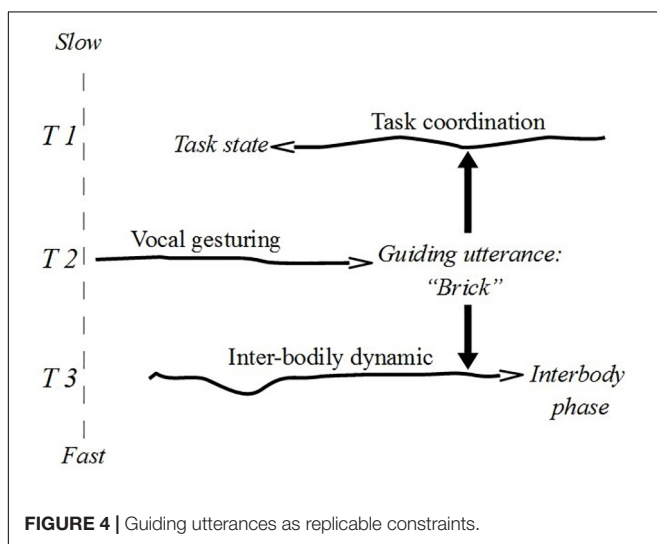 Slow
T 1
Task coordination
Task state
T 2
Vocal gesturing
Guiding utterance:
“Brick”
T 3
Inter-bodily dynamic
Interbody
phase
Fast
FIGURE 4 | Guiding utterances as replicable constraints.